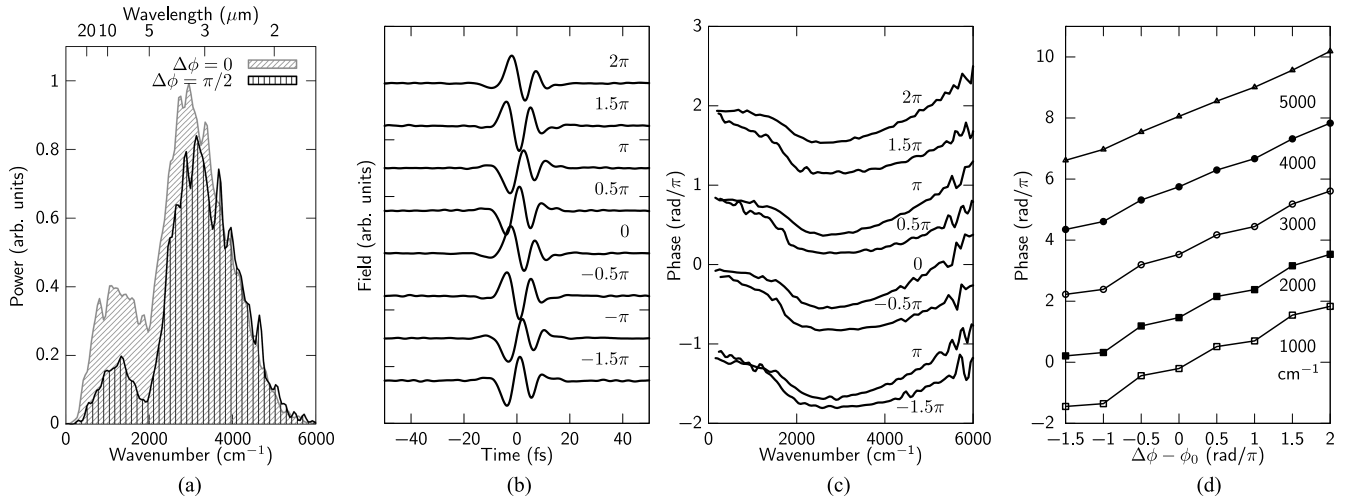 Wavelength (μm)
20 10 5 3 2
Δφ = 0
Δφ = π/2
1
0.8
0.6
0.4
0.2
0
Power (arb. units)
0 2000 4000 6000
Wavenumber (cm⁻¹)
(a)
Field (arb. units)
2π
1.5π
π
0.5π
0
−0.5π
−π
−1.5π
−40 −20 0 20 40
Time (fs)
(b)
3
2
1
0
−1
−2
Phase (rad/π)
2π
1.5π
π
0.5π
0
−0.5π
π
−1.5π
0 2000 4000 6000
Wavenumber (cm⁻¹)
(c)
10
8
6
4
2
0
−2
Phase (rad/π)
5000
4000
3000
2000
1000
cm⁻¹
−1.5 −1 −0.5 0 0.5 1 1.5 2
Δφ − φ₀ (rad/π)
(d)